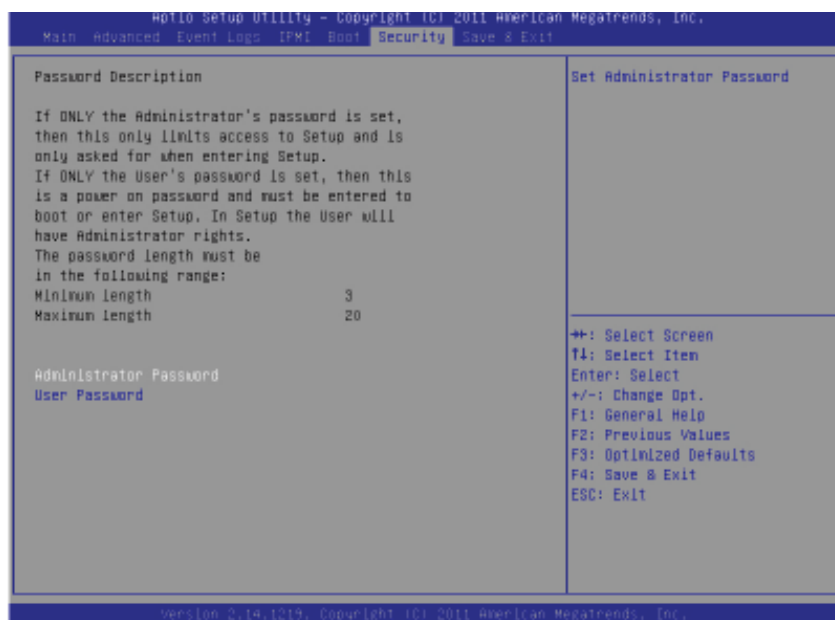 Aptio Setup Utility - Copyright (C) 2011 American Megatrends, Inc.
Main Advanced Event Logs IPMI Boot Security Save & Exit
Password Description
If ONLY the Administrator's password is set,
then this only limits access to Setup and is
only asked for when entering Setup.
If ONLY the User's password is set, then this
is a power on password and must be entered to
boot or enter Setup. In Setup the User will
have Administrator rights.
The password length must be
in the following range:
Minimum length 3
Maximum length 20
Administrator Password
User Password
Set Administrator Password
→←: Select Screen
↑↓: Select Item
Enter: Select
+/-: Change Opt.
F1: General Help
F2: Previous Values
F3: Optimized Defaults
F4: Save & Exit
ESC: Exit
Version 2.14.1219. Copyright (C) 2011 American Megatrends, Inc.